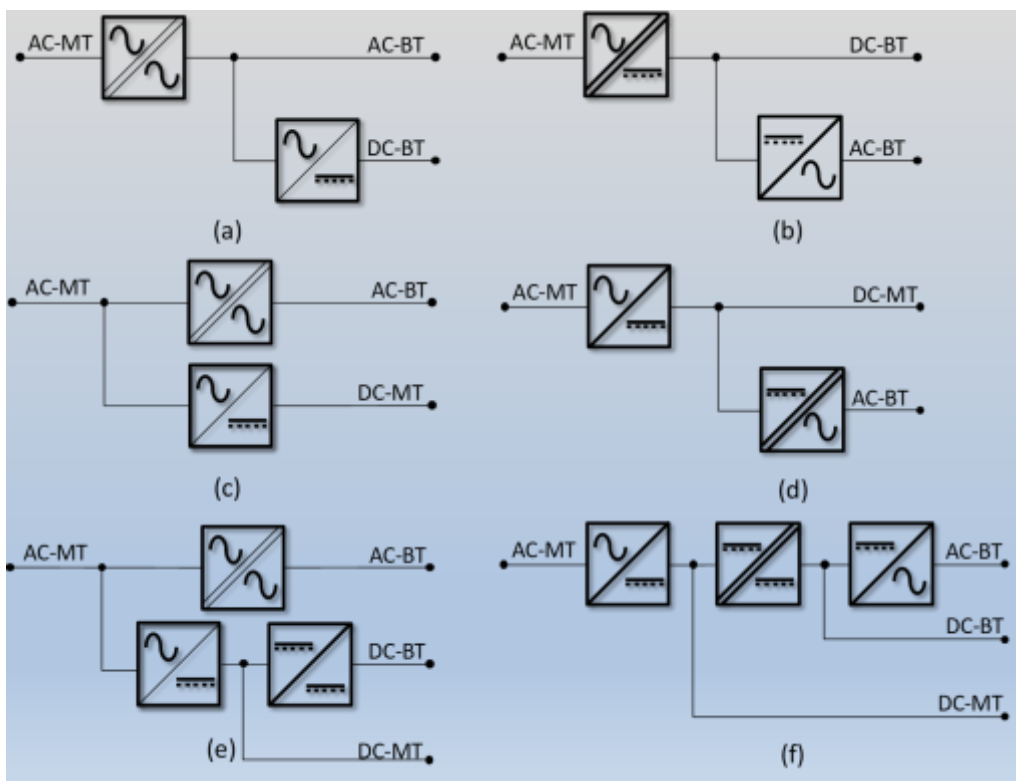 AC-MT
AC-BT
DC-BT
(a)
AC-MT
DC-BT
AC-BT
(b)
AC-MT
AC-BT
DC-MT
(c)
AC-MT
DC-MT
AC-BT
(d)
AC-MT
AC-BT
DC-BT
DC-MT
(e)
AC-MT
AC-BT
DC-BT
DC-MT
(f)